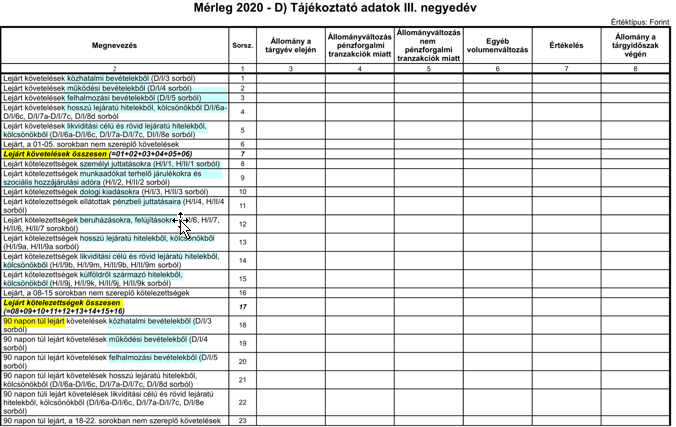 Mérleg 2020 - D) Tájékoztató adatok III. negyedév
Értéktípus: Forint
Megnevezés Sorsz. Állomány a tárgyév elején Állományváltozás pénzforgalmi tranzakciók miatt Állományváltozás nem pénzforgalmi tranzakciók miatt Egyéb volumenváltozás Értékelés Állomány a tárgyidőszak végén
2 1 3 4 5 6 7 8
Lejárt követelések közhatalmi bevételekből (D/I/3 sorból) 1
Lejárt követelések működési bevételekből (D/I/4 sorból) 2
Lejárt követelések felhalmozási bevételekből (D/I/5 sorból) 3
Lejárt követelések hosszú lejáratú hitelekből, kölcsönökből D/I/6a-
D/I/6c, D/I/7a-D/I/7c, D/I/8d sorból 4
Lejárt követelések likviditási célú és rövid lejáratú hitelekből,
kölcsönökből (D/I/6a-D/I/6c, D/I/7a-D/I/7c, D/I/8e sorból) 5
Lejárt, a 01-05. sorokban nem szereplő követelések 6
Lejárt követelések összesen (=01+02+03+04+05+06) 7
Lejárt kötelezettségek személyi juttatásokra (H/I/1, H/II/1 sorból) 8
Lejárt kötelezettségek munkaadókat terhelő járulékokra és
szociális hozzájárulási adóra (H/I/2, H/II/2 sorból) 9
Lejárt kötelezettségek dologi kiadásokra (H/I/3, H/II/3 sorból) 10
Lejárt kötelezettségek ellátottak pénzbeli juttatásaira (H/I/4, H/II/4
sorból) 11
Lejárt kötelezettségek beruházásokra, felújításokra /6, H/I/7,
H/II/6, H/II/7 sorokból) 12
Lejárt kötelezettségek hosszú lejáratú hitelekből, kölcsönökből
(H/I/9a, H/II/9a sorból) 13
Lejárt kötelezettségek likviditási célú és rövid lejáratú hitelekből,
kölcsönökből (H/I/9b, H/I/9m, H/II/9b, H/II/9m sorból) 14
Lejárt kötelezettségek külföldről származó hitelekből,
kölcsönökből (H/I/9j, H/I/9k, H/II/9j, H/II/9k sorból) 15
Lejárt, a 08-15 sorokban nem szereplő kötelezettségek 16
Lejárt kötelezettségek összesen
(=08+09+10+11+12+13+14+15+16) 17
90 napon túl lejárt követelések közhatalmi bevételekből (D/I/3
sorból) 18
90 napon túl lejárt követelések működési bevételekből (D/I/4
sorból) 19
90 napon túl lejárt követelések felhalmozási bevételekből (D/I/5
sorból) 20
90 napon túl lejárt követelések hosszú lejáratú hitelekből,
kölcsönökből (D/I/6a-D/I/6c, D/I/7a-D/I/7c, D/I/8d sorból) 21
90 napon túli lejárt követelések likviditási célú és rövid lejáratú
hitelekből, kölcsönökből (D/I/6a-D/I/6c, D/I/7a-D/I/7c, D/I/8e
sorból) 22
90 napon túl lejárt, a 18-22. sorokban nem szereplő követelések 23